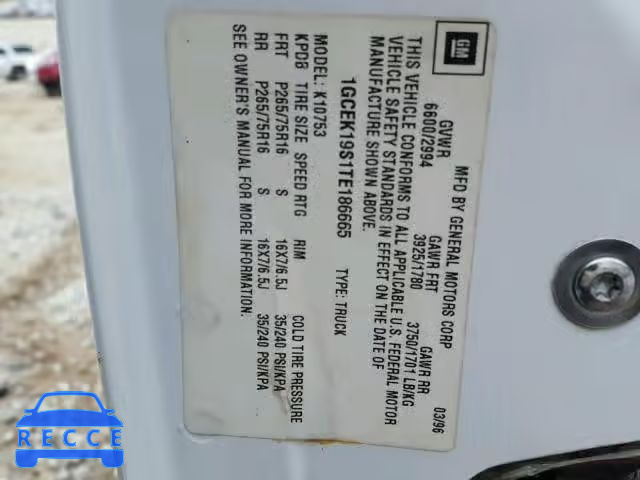 GM
MFD BY GENERAL MOTORS CORP 03/96
GVWR GAWR FRT GAWR RR
6600/2994 3925/1780 3750/1701 LB/KG
THIS VEHICLE CONFORMS TO ALL APPLICABLE U.S. FEDERAL MOTOR
VEHICLE SAFETY STANDARDS IN EFFECT ON THE DATE OF
MANUFACTURE SHOWN ABOVE.
1GCEK19S1TE186665 TYPE: TRUCK
MODEL: K10753
KPD8 TIRE SIZE SPEED RTG RIM COLD TIRE PRESSURE
FRT P265/75R16 S 16X7/6.5J 35/240 PSI/KPA
RR P265/75R16 S 16X7/6.5J 35/240 PSI/KPA
SEE OWNER'S MANUAL FOR MORE INFORMATION.
RECCE